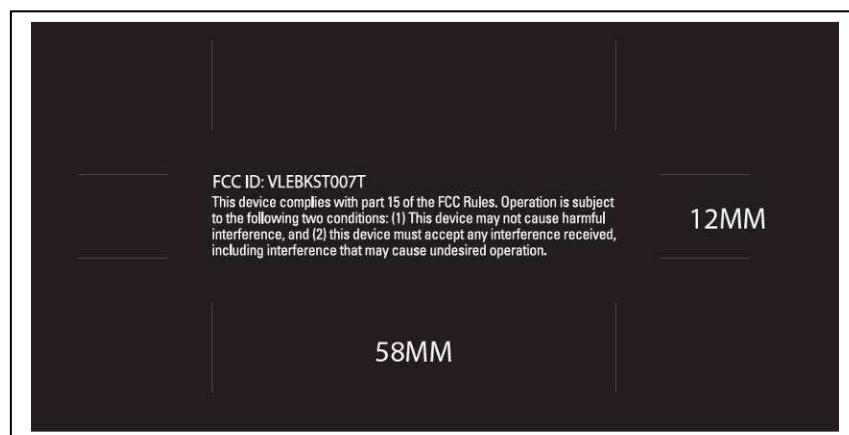 FCC ID: VLEBKST007T
This device complies with part 15 of the FCC Rules. Operation is subject
to the following two conditions: (1) This device may not cause harmful
interference, and (2) this device must accept any interference received,
including interference that may cause undesired operation.
12MM
58MM